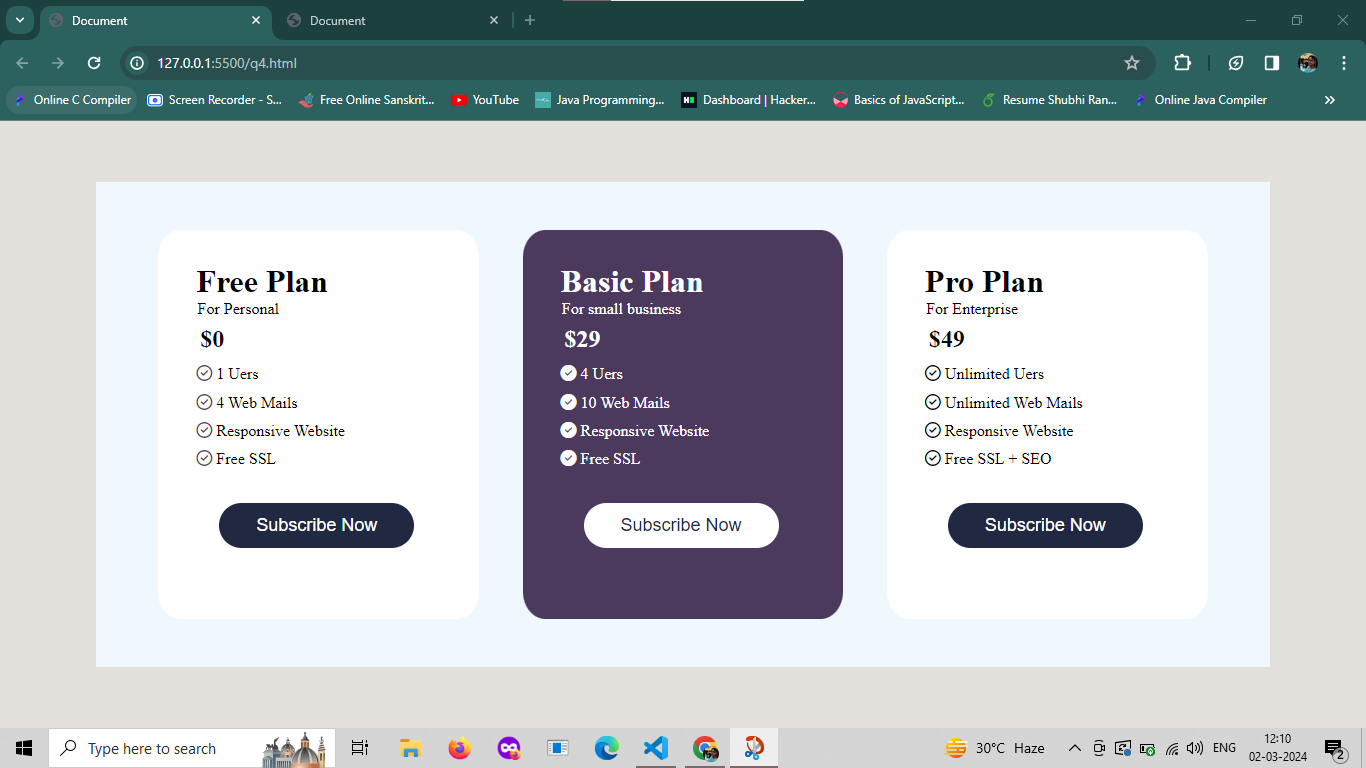 Document
Document
127.0.0.1:5500/q4.html
Online C Compiler
Screen Recorder - S...
Free Online Sanskrit...
YouTube
Java Programming...
Dashboard | Hacker...
Basics of JavaScript...
Resume Shubhi Ran...
Online Java Compiler
Free Plan
For Personal
$0
1 Uers
4 Web Mails
Responsive Website
Free SSL
Subscribe Now
Basic Plan
For small business
$29
4 Uers
10 Web Mails
Responsive Website
Free SSL
Subscribe Now
Pro Plan
For Enterprise
$49
Unlimited Uers
Unlimited Web Mails
Responsive Website
Free SSL + SEO
Subscribe Now
Type here to search
30°C Haze
ENG
12:10
02-03-2024
2